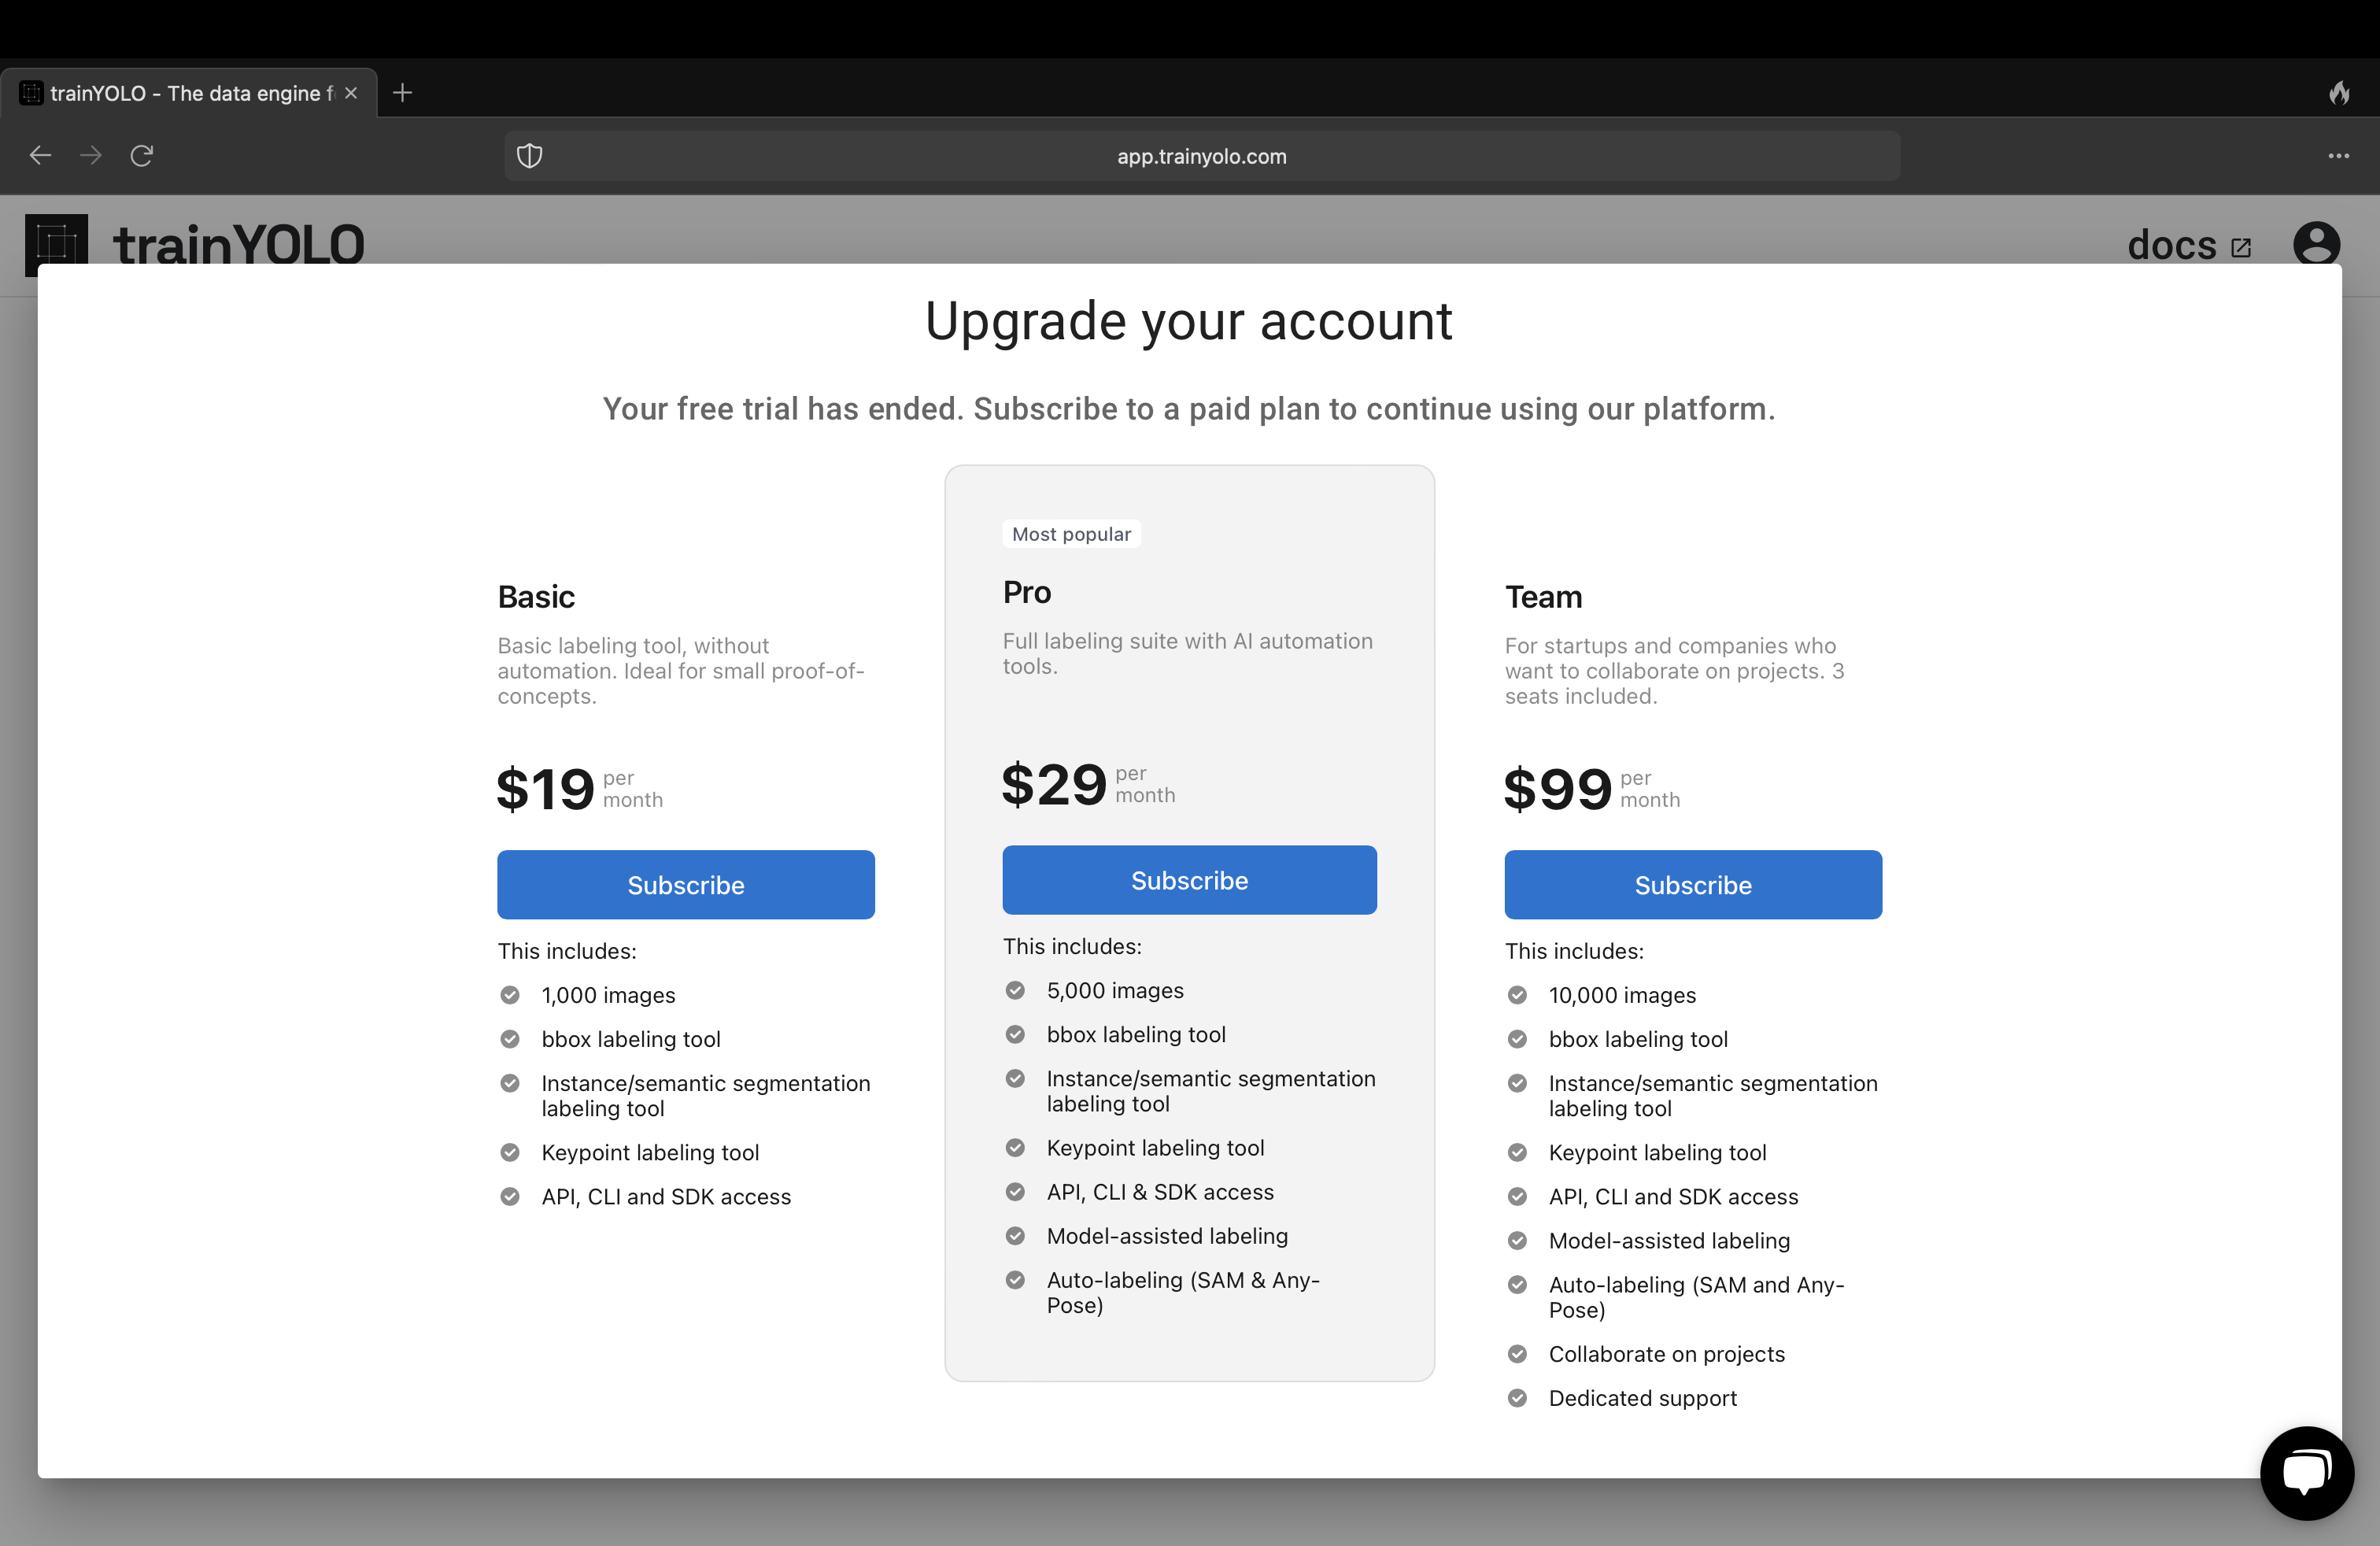 trainYOLO - The data engine f
app.trainyolo.com
trainYOLO
docs
Upgrade your account
Your free trial has ended. Subscribe to a paid plan to continue using our platform.
Basic
Basic labeling tool, without
automation. Ideal for small proof-of-
concepts.
$19 per
month
Subscribe
This includes:
1,000 images
bbox labeling tool
Instance/semantic segmentation
labeling tool
Keypoint labeling tool
API, CLI and SDK access
Most popular
Pro
Full labeling suite with AI automation
tools.
$29 per
month
Subscribe
This includes:
5,000 images
bbox labeling tool
Instance/semantic segmentation
labeling tool
Keypoint labeling tool
API, CLI & SDK access
Model-assisted labeling
Auto-labeling (SAM & Any-
Pose)
Team
For startups and companies who
want to collaborate on projects. 3
seats included.
$99 per
month
Subscribe
This includes:
10,000 images
bbox labeling tool
Instance/semantic segmentation
labeling tool
Keypoint labeling tool
API, CLI and SDK access
Model-assisted labeling
Auto-labeling (SAM and Any-
Pose)
Collaborate on projects
Dedicated support